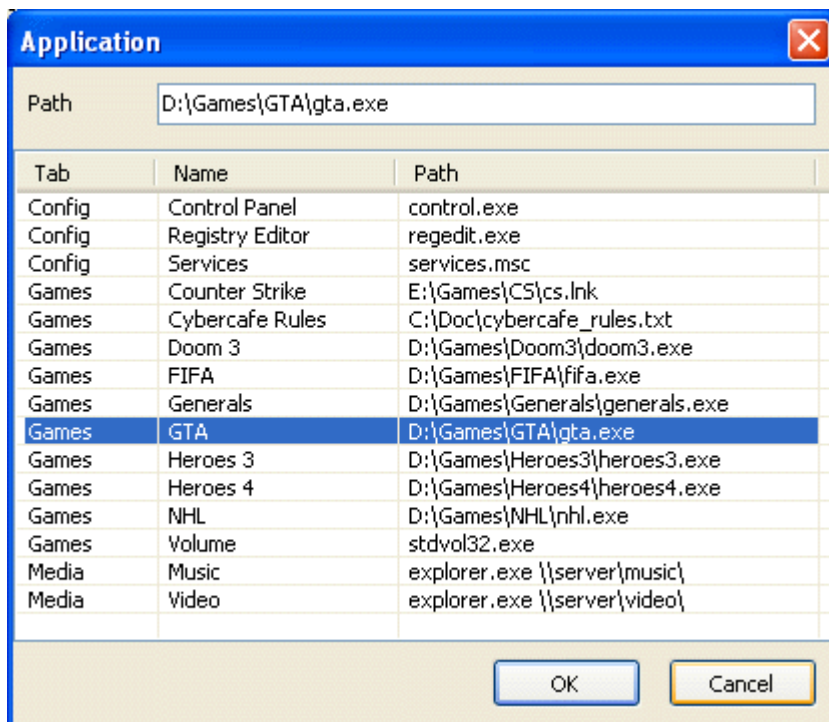 Application
Path D:\Games\GTA\gta.exe
Tab Name Path
Config Control Panel control.exe
Config Registry Editor regedit.exe
Config Services services.msc
Games Counter Strike E:\Games\CS\cs.lnk
Games Cybercafe Rules C:\Doc\cybercafe_rules.txt
Games Doom 3 D:\Games\Doom3\doom3.exe
Games FIFA D:\Games\FIFA\fifa.exe
Games Generals D:\Games\Generals\generals.exe
Games GTA D:\Games\GTA\gta.exe
Games Heroes 3 D:\Games\Heroes3\heroes3.exe
Games Heroes 4 D:\Games\Heroes4\heroes4.exe
Games NHL D:\Games\NHL\nhl.exe
Games Volume stdvol32.exe
Media Music explorer.exe \\server\music\
Media Video explorer.exe \\server\video\
OK Cancel